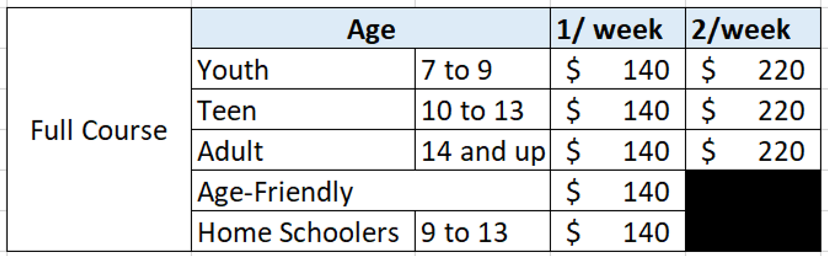 Age 1/ week 2/week
Youth 7 to 9 $ 140 $ 220
Teen 10 to 13 $ 140 $ 220
Full Course
Adult 14 and up $ 140 $ 220
Age-Friendly $ 140
Home Schoolers 9 to 13 $ 140